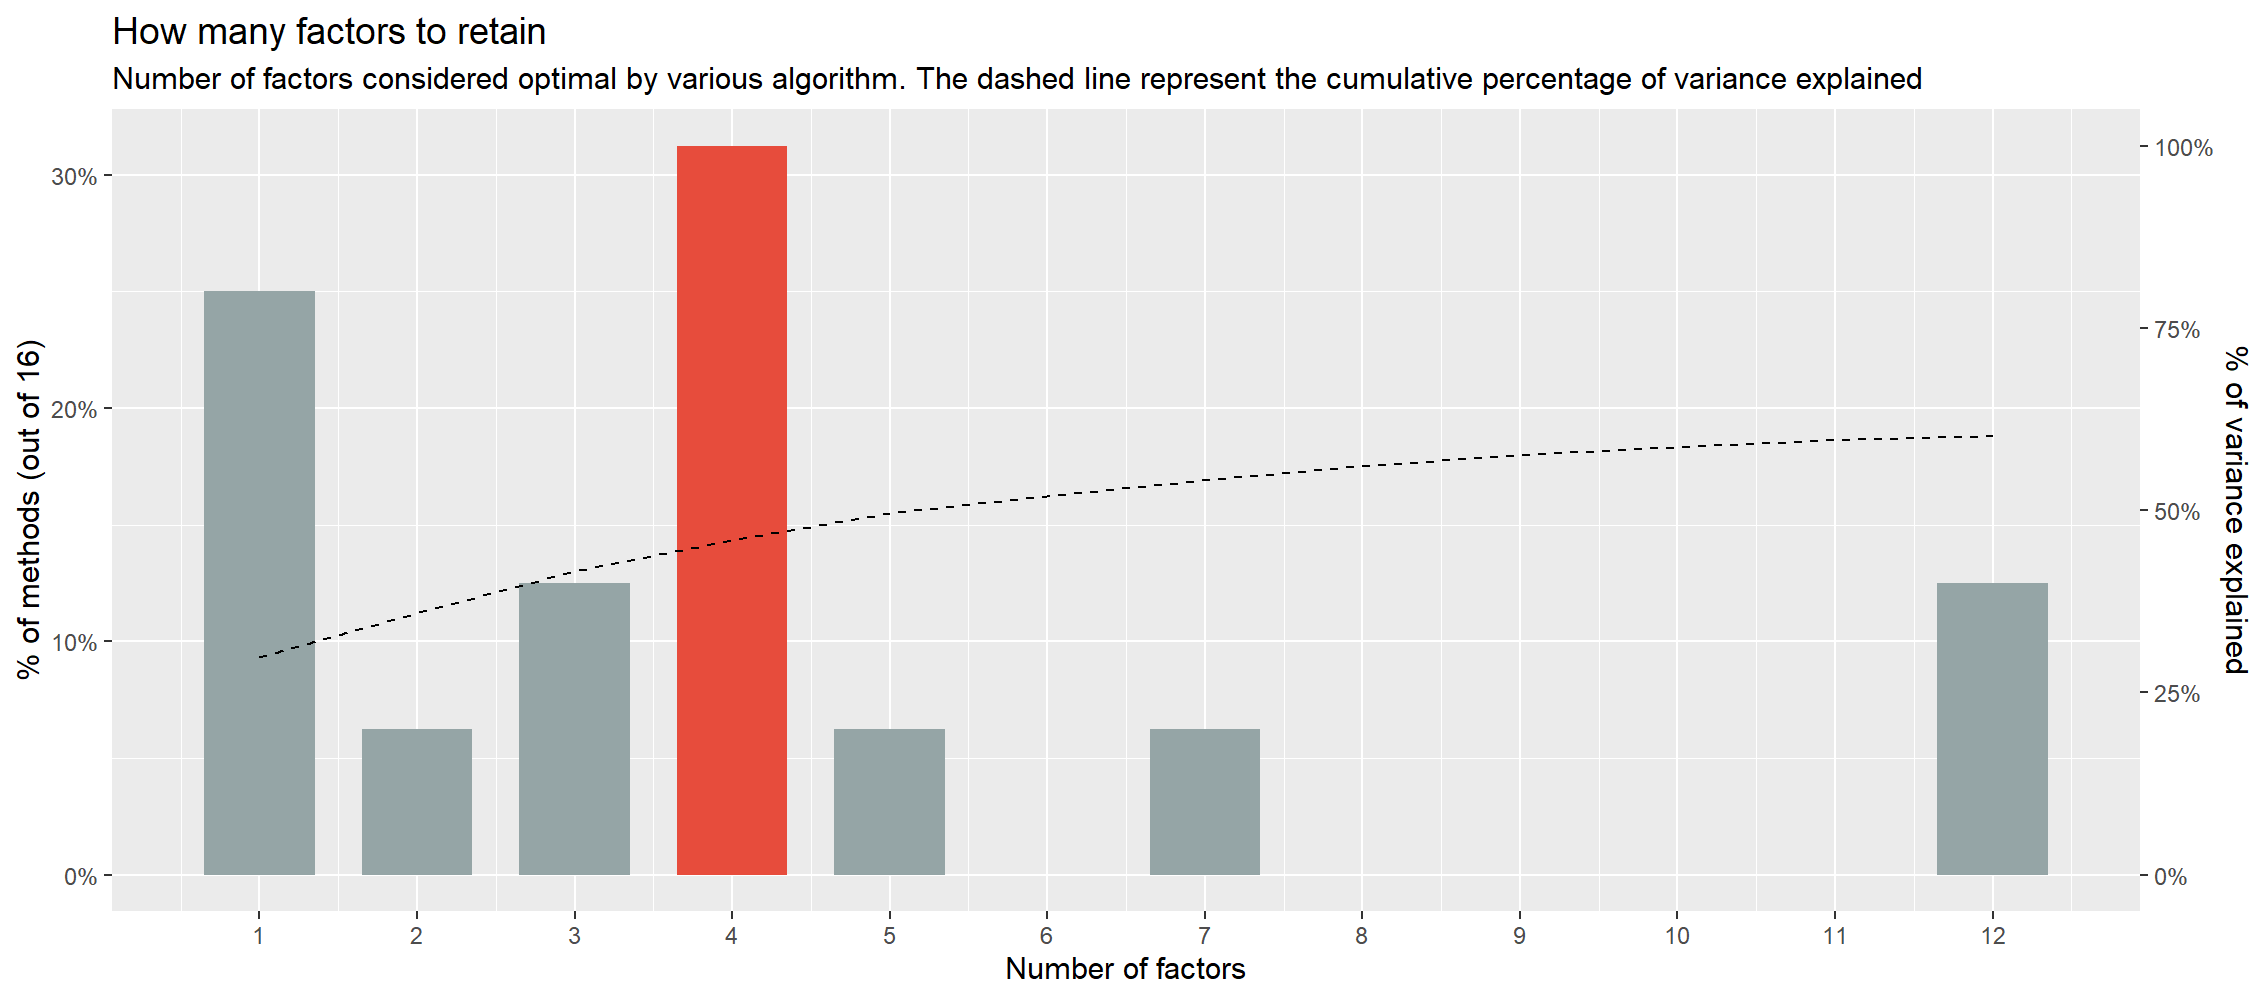 How many factors to retain
Number of factors considered optimal by various algorithm. The dashed line represent the cumulative percentage of variance explained
% of methods (out of 16)
30%
20%
10%
0%
100%
75%
50%
25%
0%
% of variance explained
1 2 3 4 5 6 7 8 9 10 11 12
Number of factors